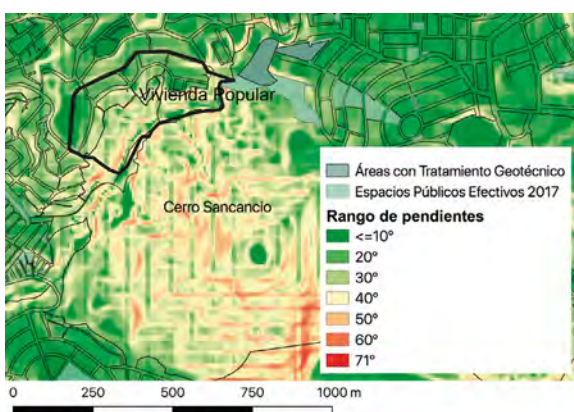 Vivienda Popular
Cerro Sancancio
Áreas con Tratamiento Geotécnico
Espacios Públicos Efectivos 2017
Rango de pendientes
<=10°
20°
30°
40°
50°
60°
71°
0 250 500 750 1000 m